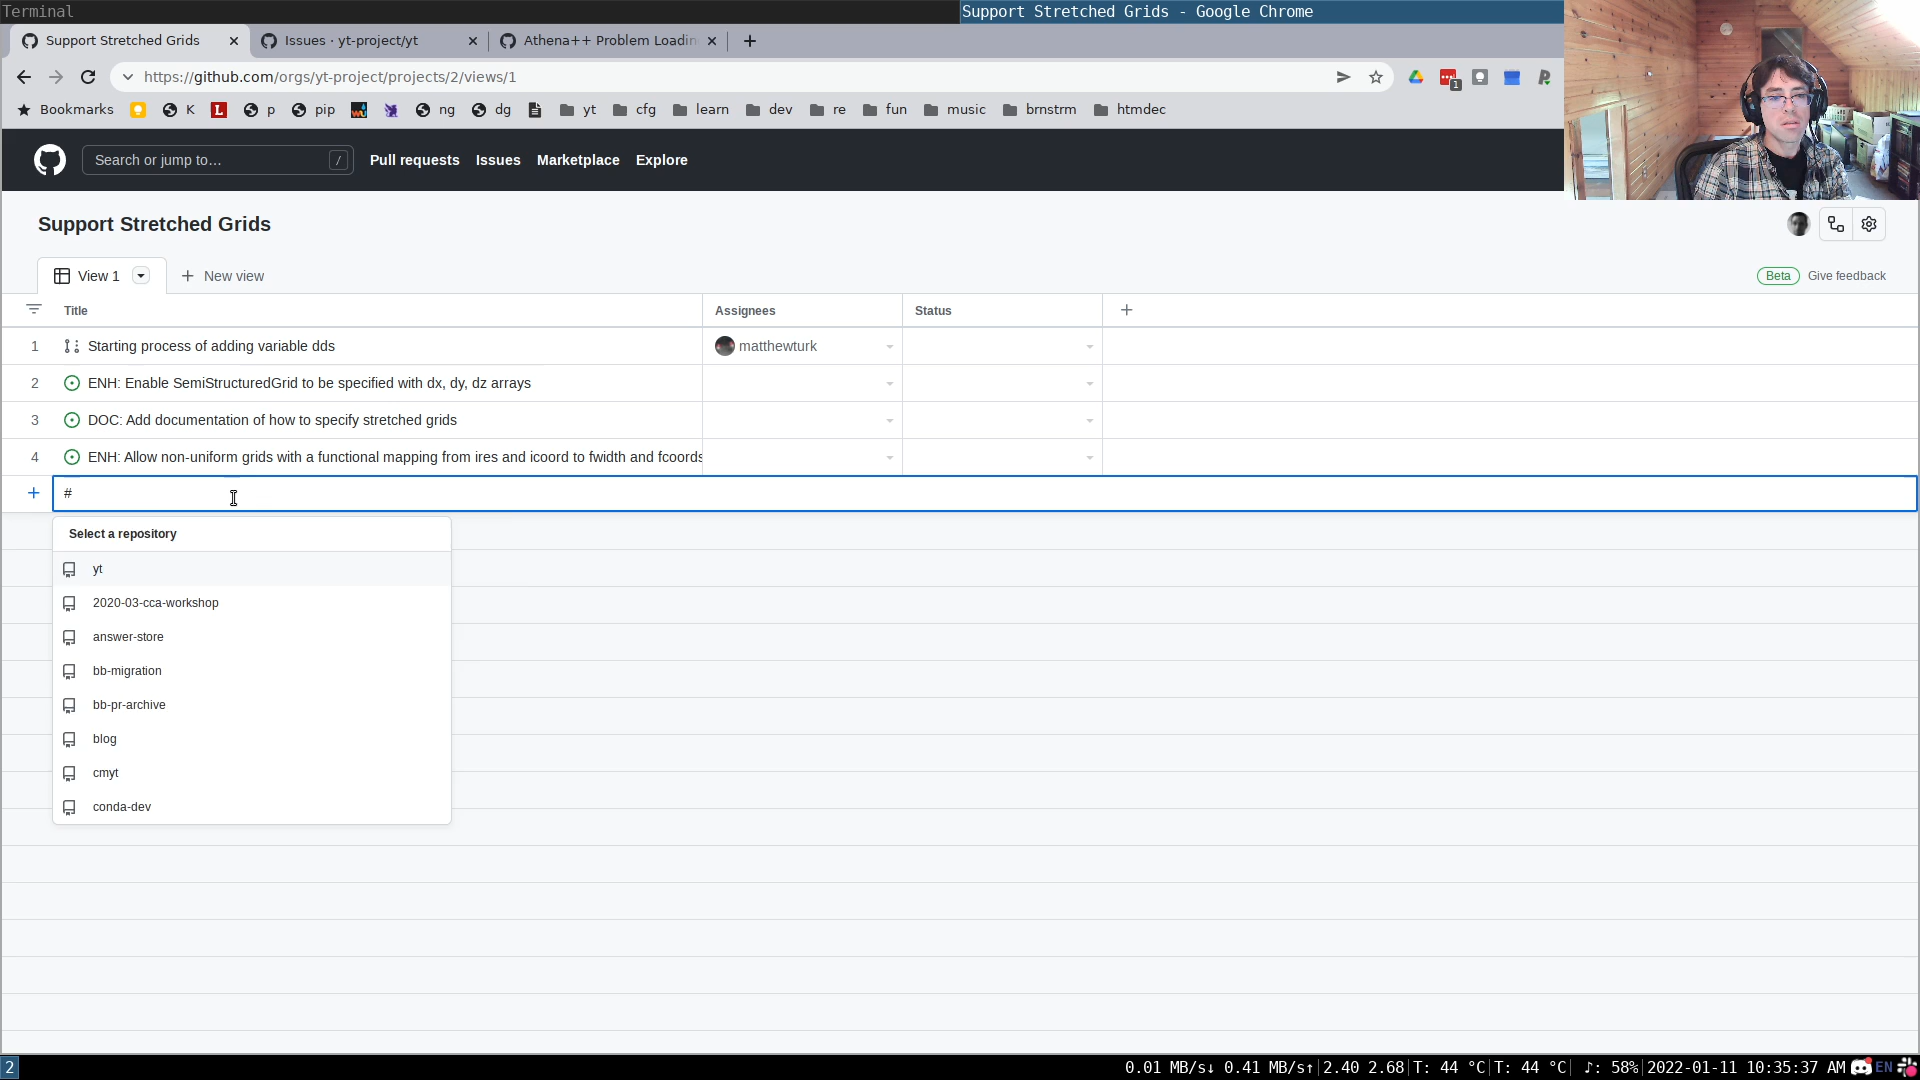 Terminal
Support Stretched Grids - Google Chrome
Support Stretched Grids
Issues · yt-project/yt
Athena++ Problem Loadin
https://github.com/orgs/yt-project/projects/2/views/1
1
Bookmarks
K
L
p
pip
ng
dg
yt
cfg
learn
dev
re
fun
music
brnstrm
htmdec
Search or jump to…
/
Pull requests
Issues
Marketplace
Explore
Support Stretched Grids
View 1
New view
Beta
Give feedback
Title
Assignees
Status
1 Starting process of adding variable dds matthewturk
2 ENH: Enable SemiStructuredGrid to be specified with dx, dy, dz arrays
3 DOC: Add documentation of how to specify stretched grids
4 ENH: Allow non-uniform grids with a functional mapping from ires and icoord to fwidth and fcoords
#
Select a repository
yt
2020-03-cca-workshop
answer-store
bb-migration
bb-pr-archive
blog
cmyt
conda-dev
2
0.01 MB/s↓ 0.41 MB/s↑|2.40 2.68|T: 44 °C|T: 44 °C| ♪: 58%|2022-01-11 10:35:37 AM EN